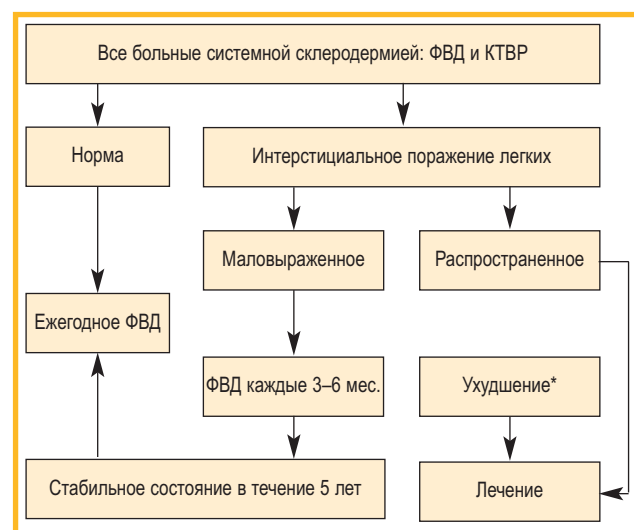 Все больные системной склеродермией: ФВД и КТВР
Норма
Интерстициальное поражение легких
Маловыраженное
Распространенное
Ежегодное ФВД
ФВД каждые 3–6 мес.
Ухудшение*
Стабильное состояние в течение 5 лет
Лечение